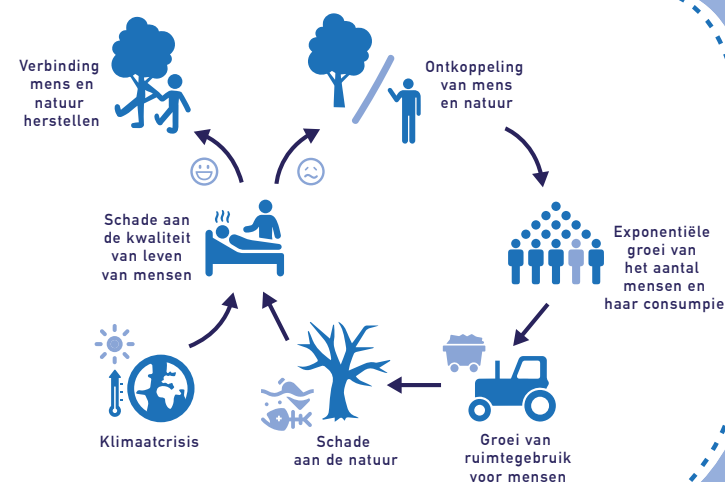 Verbinding
mens en
natuur
herstellen
Ontkoppeling
van mens
en natuur
Schade aan
de kwaliteit
van leven
van mensen
Exponentiële
groei van
het aantal
mensen en
haar consumpie
Klimaatcrisis
Schade
aan de natuur
Groei van
ruimtegebruik
voor mensen